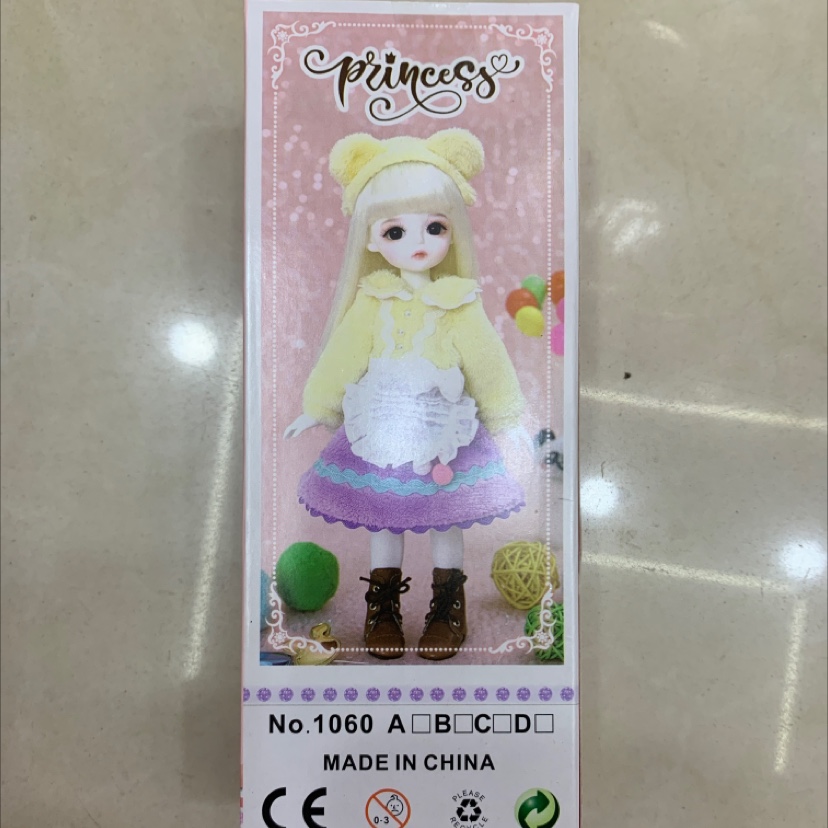 princess
No.1060 A□B□C□D□
MADE IN CHINA
CE
0-3
PLEASE
RECYCLE